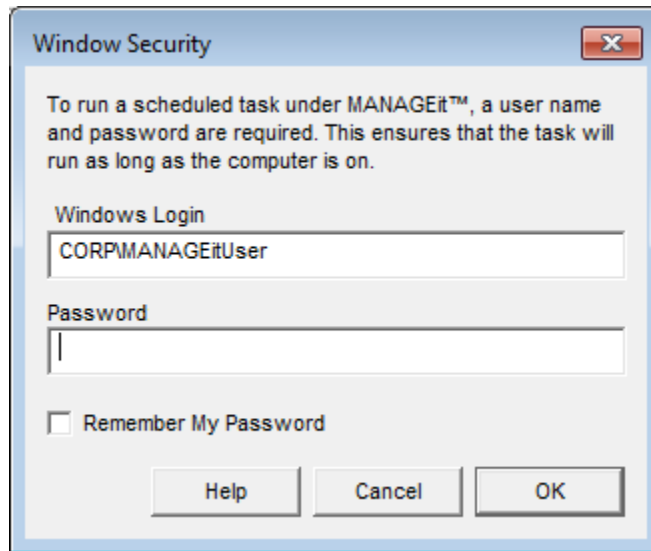 Window Security
To run a scheduled task under MANAGEit™, a user name
and password are required. This ensures that the task will
run as long as the computer is on.
Windows Login
CORP\MANAGEitUser
Password
Remember My Password
Help Cancel OK